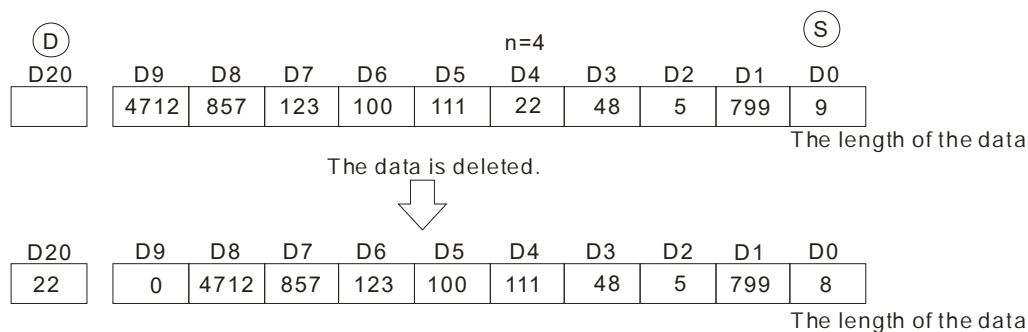 D S
n=4
D20 D9 D8 D7 D6 D5 D4 D3 D2 D1 D0
4712 857 123 100 111 22 48 5 799 9
The length of the data
The data is deleted.
D20 D9 D8 D7 D6 D5 D4 D3 D2 D1 D0
22 0 4712 857 123 100 111 48 5 799 8
The length of the data